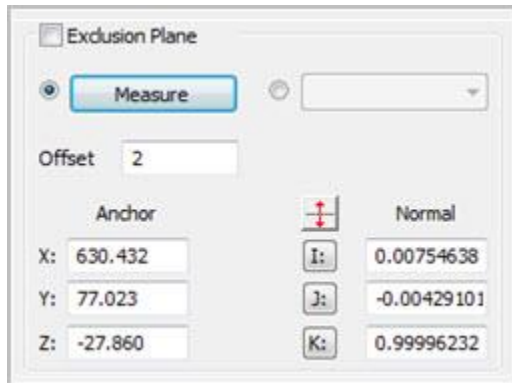 Exclusion Plane
Measure
Offset 2
Anchor Normal
X: 630.432 I: 0.00754638
Y: 77.023 J: -0.00429101
Z: -27.860 K: 0.99996232